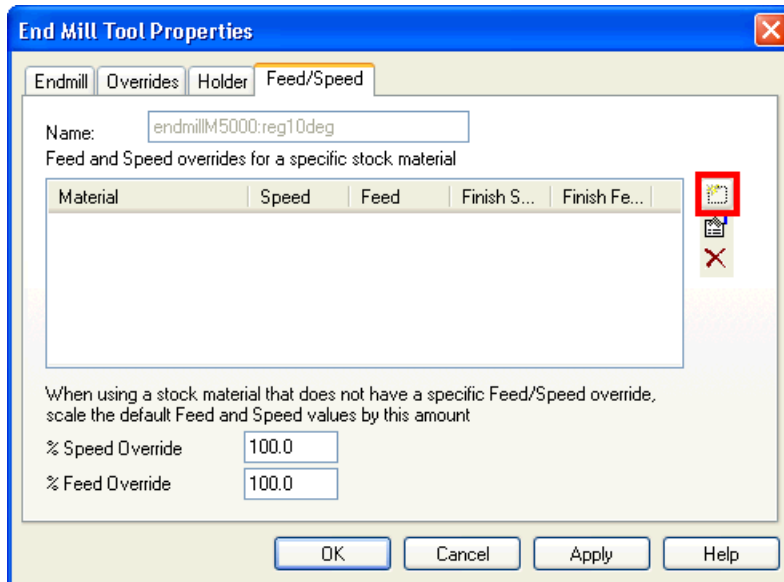 End Mill Tool Properties
Endmill Overrides Holder Feed/Speed
Name: endmillM5000:reg10deg
Feed and Speed overrides for a specific stock material
Material Speed Feed Finish S... Finish Fe...
When using a stock material that does not have a specific Feed/Speed override,
scale the default Feed and Speed values by this amount
% Speed Override 100.0
% Feed Override 100.0
OK Cancel Apply Help